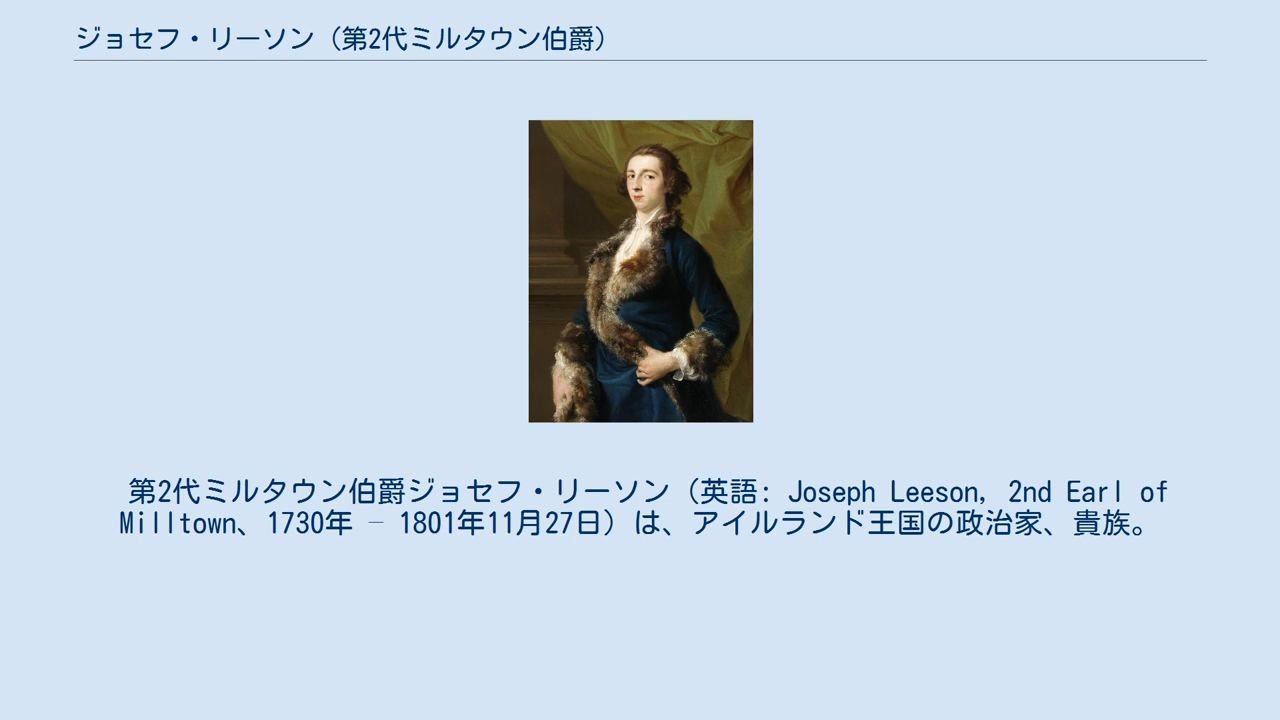 ジョセフ・リーソン（第2代ミルタウン伯爵）
第2代ミルタウン伯爵ジョセフ・リーソン（英語: Joseph Leeson, 2nd Earl of
Milltown、1730年 – 1801年11月27日）は、アイルランド王国の政治家、貴族。